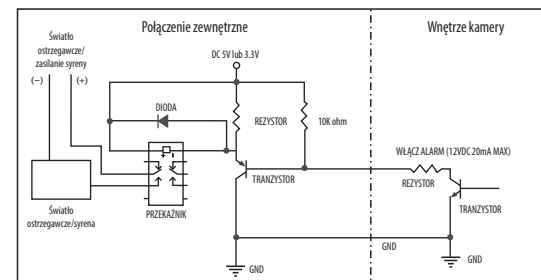 Połączenie zewnętrzne
Wnętrze kamery
Światło
ostrzegawcze/
zasilanie syreny
(−)
(+)
DC 5V lub 3.3V
DIODA
REZYSTOR
10K ohm
WŁĄCZ ALARM (12VDC 20mA MAX)
REZYSTOR
TRANZYSTOR
TRANZYSTOR
Światło
ostrzegawcze/syrena
PRZEKAŹNIK
GND
GND
GND